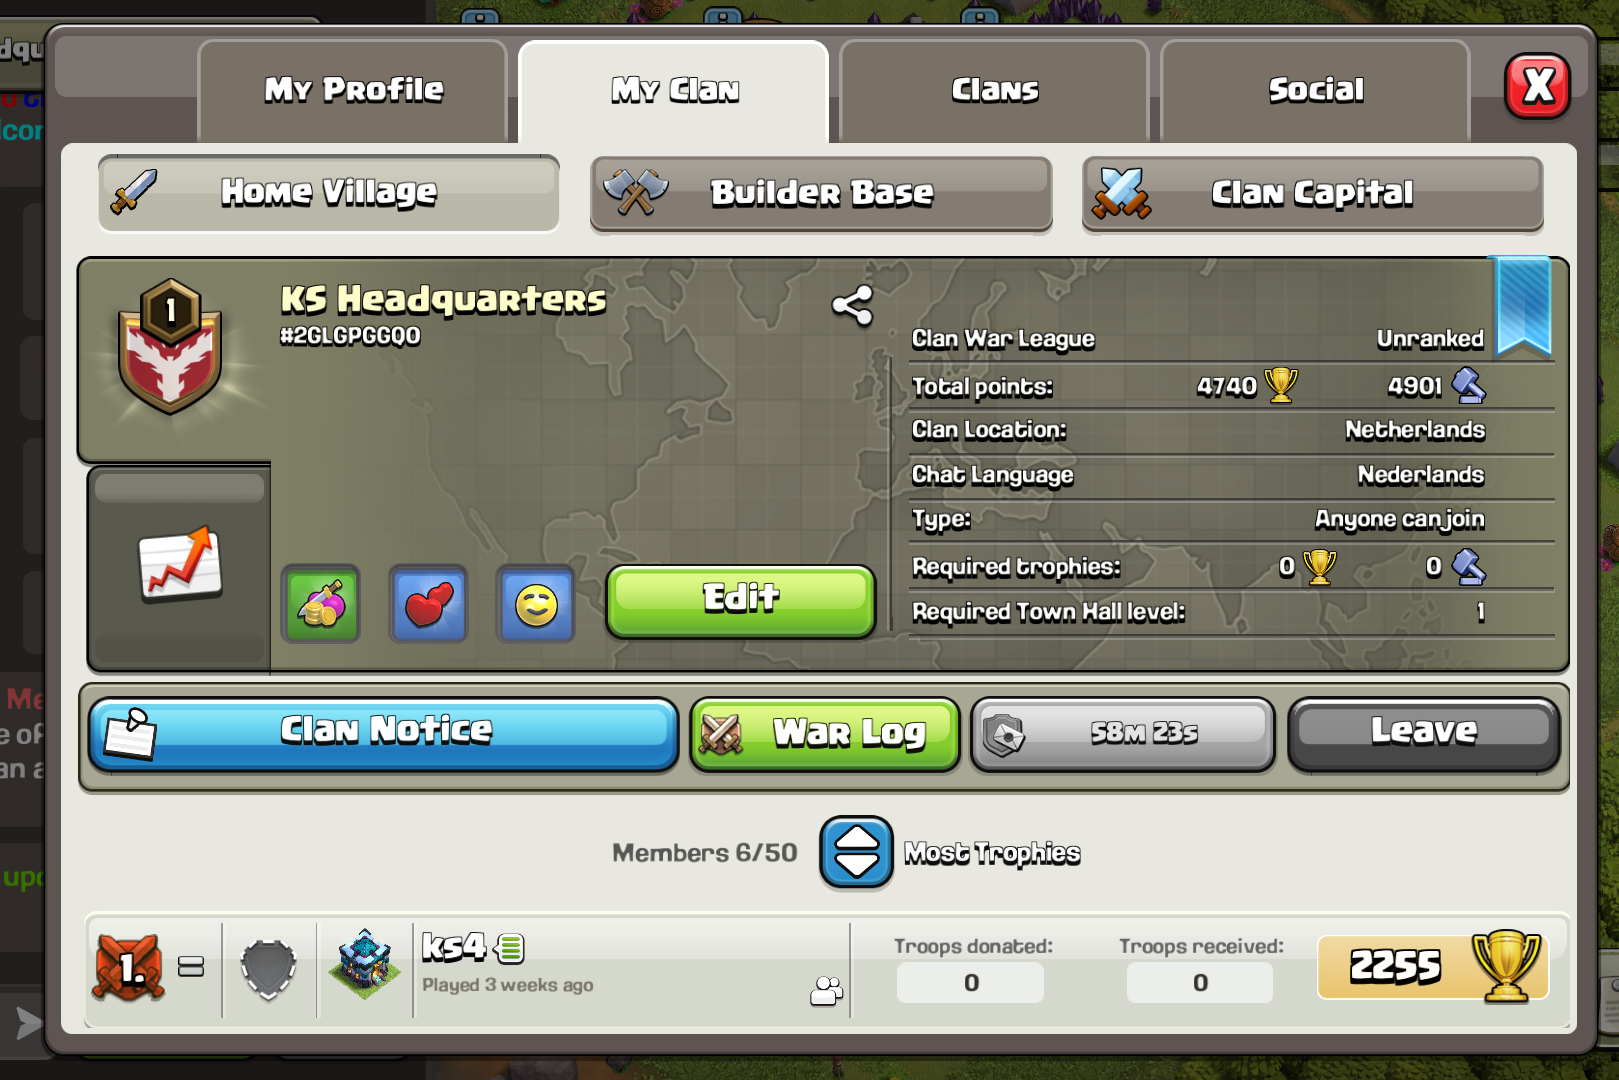 My Profile
My Clan
Clans
Social
X
Home Village
Builder Base
Clan Capital
1
KS Headquarters
#2GLGPGGQ0
Clan War League Unranked
Total points: 4740 4901
Clan Location: Netherlands
Chat Language Nederlands
Type: Anyone can join
Required trophies: 0 0
Required Town Hall level: 1
Edit
Clan Notice
War Log
58M 23s
Leave
Members 6/50
Most Trophies
1.
ks4
Played 3 weeks ago
Troops donated:
0
Troops received:
0
2255